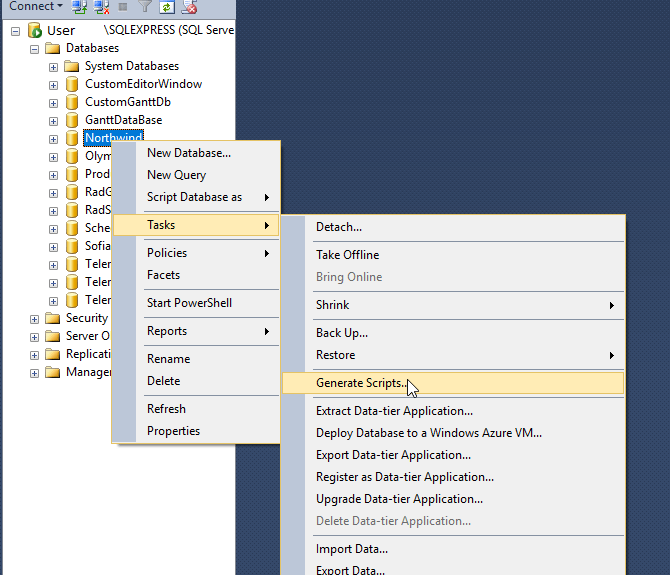 Connect
User \SQLEXPRESS (SQL Serve
Databases
System Databases
CustomEditorWindow
CustomGanttDb
GanttDataBase
Northwind
Olym
Prod
RadG
RadS
Sche
Sofia
Teler
Teler
Teler
Security
Server O
Replicati
Manager
New Database...
New Query
Script Database as
Tasks
Policies
Facets
Start PowerShell
Reports
Rename
Delete
Refresh
Properties
Detach...
Take Offline
Bring Online
Shrink
Back Up...
Restore
Generate Scripts...
Extract Data-tier Application...
Deploy Database to a Windows Azure VM...
Export Data-tier Application...
Register as Data-tier Application...
Upgrade Data-tier Application...
Delete Data-tier Application...
Import Data...
Export Data...